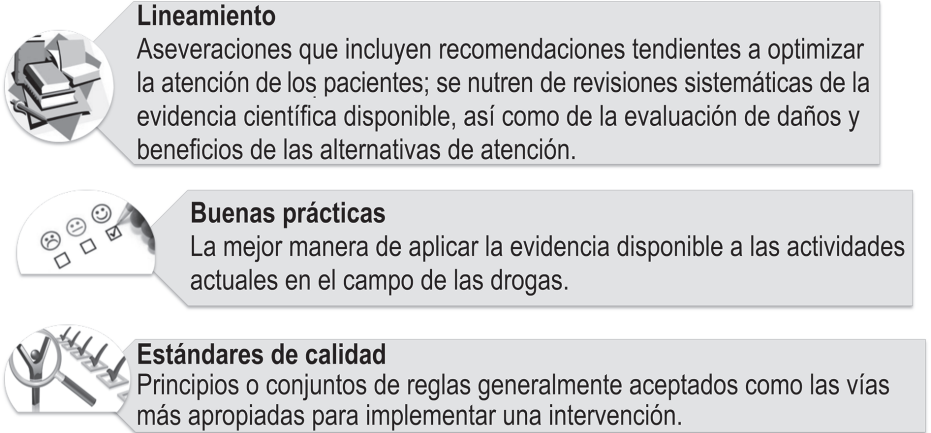 Lineamiento
Aseveraciones que incluyen recomendaciones tendientes a optimizar
la atención de los pacientes; se nutren de revisiones sistemáticas de la
evidencia científica disponible, así como de la evaluación de daños y
beneficios de las alternativas de atención.
Buenas prácticas
La mejor manera de aplicar la evidencia disponible a las actividades
actuales en el campo de las drogas.
Estándares de calidad
Principios o conjuntos de reglas generalmente aceptados como las vías
más apropiadas para implementar una intervención.